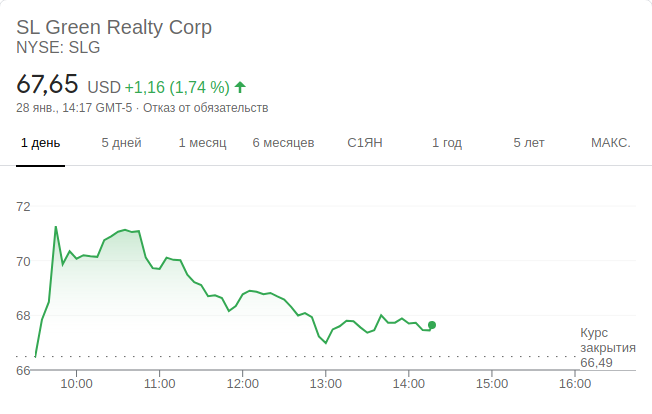 SL Green Realty Corp
NYSE: SLG
67,65 USD +1,16 (1,74 %)
28 янв., 14:17 GMT-5 · Отказ от обязательств
1 день 5 дней 1 месяц 6 месяцев С1ЯН 1 год 5 лет МАКС.
72
70
68
Курс
закрытия
66,49
66
10:00 11:00 12:00 13:00 14:00 15:00 16:00